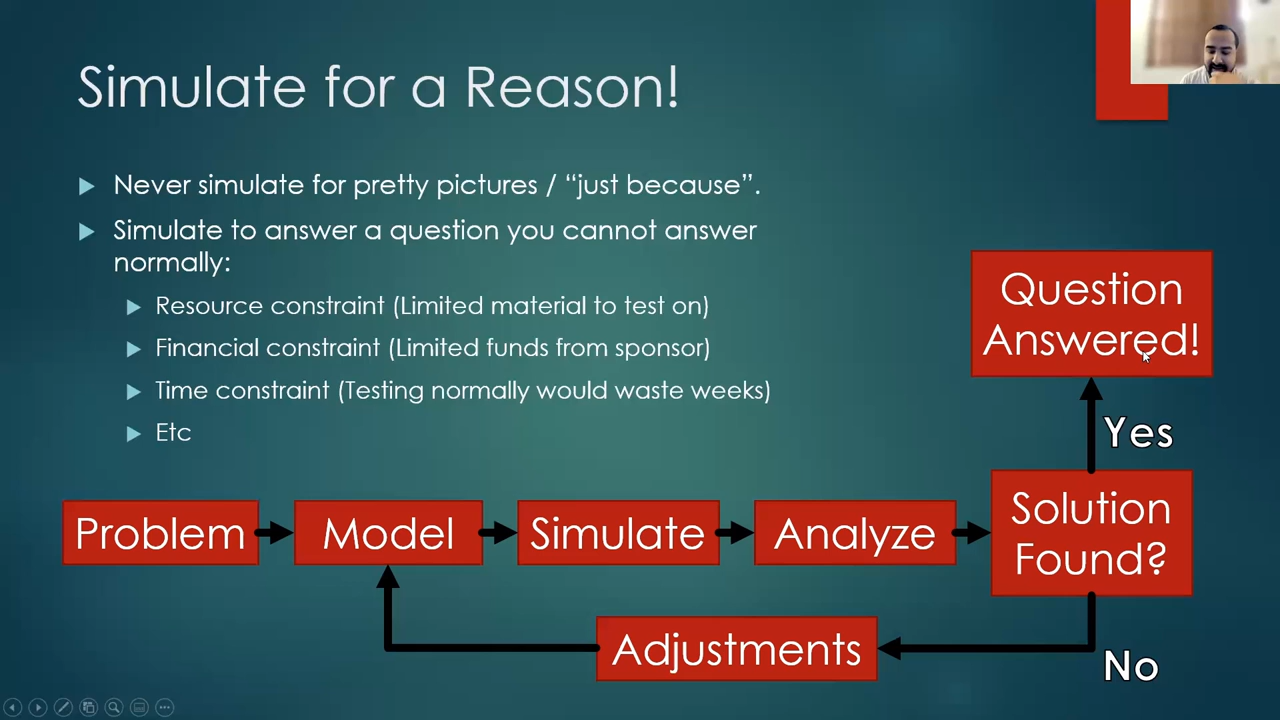 Simulate for a Reason!
Never simulate for pretty pictures / “just because”.
Simulate to answer a question you cannot answer
normally:
Resource constraint (Limited material to test on)
Financial constraint (Limited funds from sponsor)
Time constraint (Testing normally would waste weeks)
Etc
Question
Answered!
Yes
Problem
Model
Simulate
Analyze
Solution
Found?
Adjustments
No